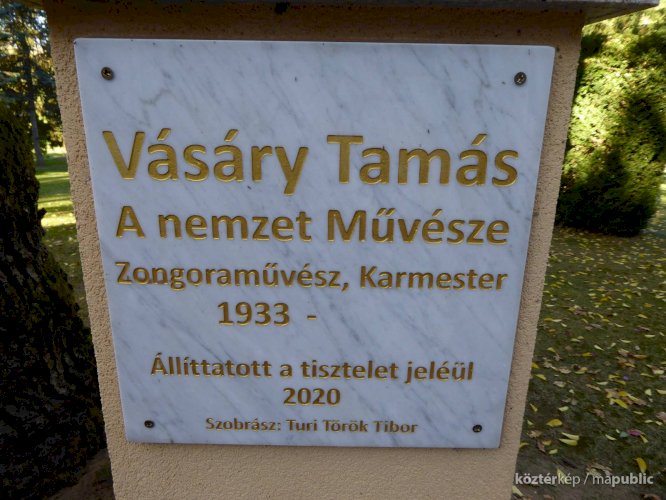 Vásáry Tamás
A nemzet Művésze
Zongoraművész, Karmester
1933 -
Állíttatott a tisztelet jeléül
2020
Szobrász: Turi Török Tibor
köztérkép / mapublic